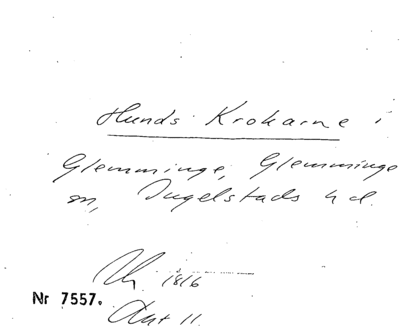 Hunds Krokarne i
Glemminge, Glemminge
sn, Ingelstads hd.
1816
Nr 7557.
Akt 11.